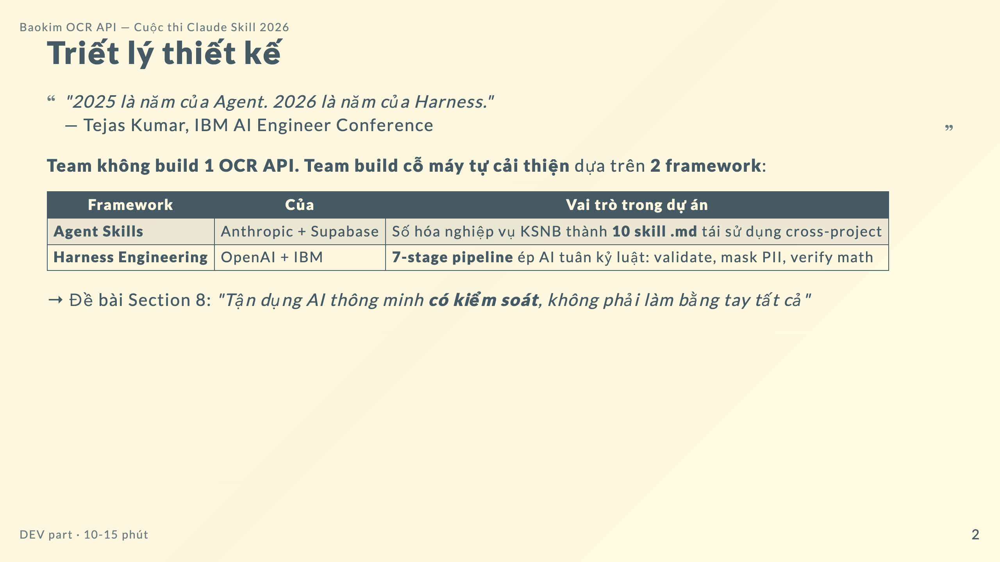 Baokim OCR API — Cuộc thi Claude Skill 2026
Triết lý thiết kế
“ "2025 là năm của Agent. 2026 là năm của Harness."
— Tejas Kumar, IBM AI Engineer Conference ”
Team không build 1 OCR API. Team build cỗ máy tự cải thiện dựa trên 2 framework:
Framework Của Vai trò trong dự án
Agent Skills Anthropic + Supabase Số hóa nghiệp vụ KSNB thành 10 skill .md tái sử dụng cross-project
Harness Engineering OpenAI + IBM 7-stage pipeline ép AI tuân kỷ luật: validate, mask PII, verify math
→ Đề bài Section 8: "Tận dụng AI thông minh có kiểm soát, không phải làm bằng tay tất cả"
DEV part · 10-15 phút
2